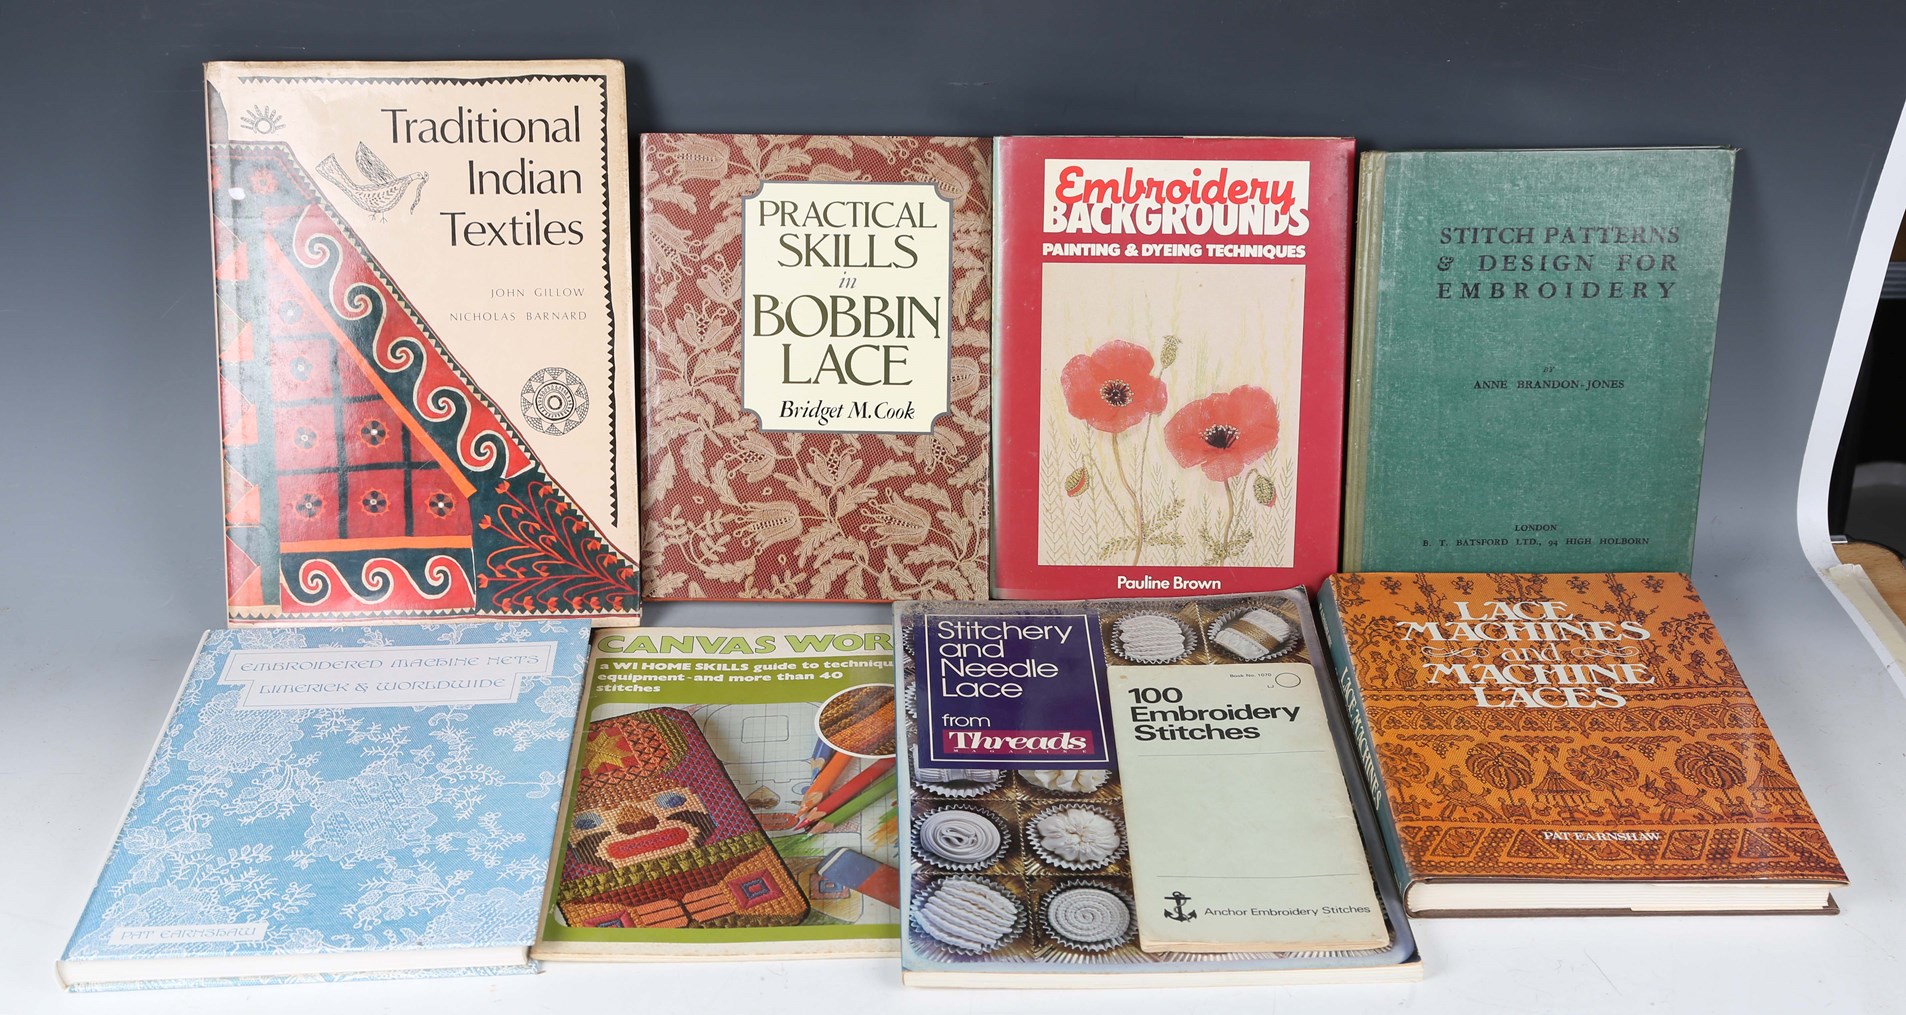 Traditional
Indian
Textiles
JOHN GILLOW
NICHOLAS BARNARD
PRACTICAL
SKILLS
in
BOBBIN
LACE
Bridget M. Cook
Embroidery
BACKGROUNDS
PAINTING & DYEING TECHNIQUES
Pauline Brown
STITCH PATTERNS
& DESIGN FOR
EMBROIDERY
BY
ANNE BRANDON-JONES
LONDON
B. T. BATSFORD LTD., 94 HIGH HOLBORN
EMBROIDERED MACHINE NETS
LIMERICK & WORLDWIDE
PAT EARNSHAW
CANVAS WOR
a WI HOME SKILLS guide to techniqu
equipment-and more than 40
stitches
Stitchery
and
Needle
Lace
from
Threads
MAGAZINE
Book No. 1070
100
Embroidery
Stitches
Anchor Embroidery Stitches
LACE MACHINES
LACE
MACHINES
and
MACHINE
LACES
PAT EARNSHAW